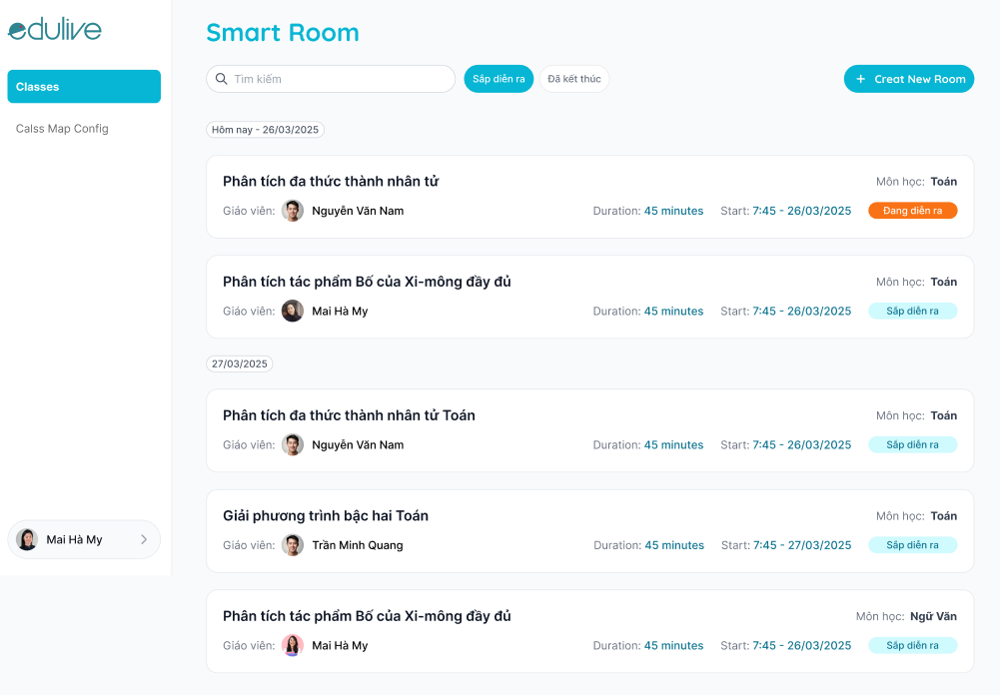 edulive
Smart Room
Classes
Tìm kiếm
Sắp diễn ra
Đã kết thúc
+ Creat New Room
Calss Map Config
Hôm nay - 26/03/2025
Phân tích đa thức thành nhân tử
Môn học: Toán
Giáo viên: Nguyễn Văn Nam
Duration: 45 minutes
Start: 7:45 - 26/03/2025
Đang diễn ra
Phân tích tác phẩm Bố của Xi-mông đầy đủ
Môn học: Toán
Giáo viên: Mai Hà My
Duration: 45 minutes
Start: 7:45 - 26/03/2025
Sắp diễn ra
27/03/2025
Phân tích đa thức thành nhân tử Toán
Môn học: Toán
Giáo viên: Nguyễn Văn Nam
Duration: 45 minutes
Start: 7:45 - 26/03/2025
Sắp diễn ra
Giải phương trình bậc hai Toán
Môn học: Toán
Giáo viên: Trần Minh Quang
Duration: 45 minutes
Start: 7:45 - 27/03/2025
Sắp diễn ra
Mai Hà My
Phân tích tác phẩm Bố của Xi-mông đầy đủ
Môn học: Ngữ Văn
Giáo viên: Mai Hà My
Duration: 45 minutes
Start: 7:45 - 26/03/2025
Sắp diễn ra